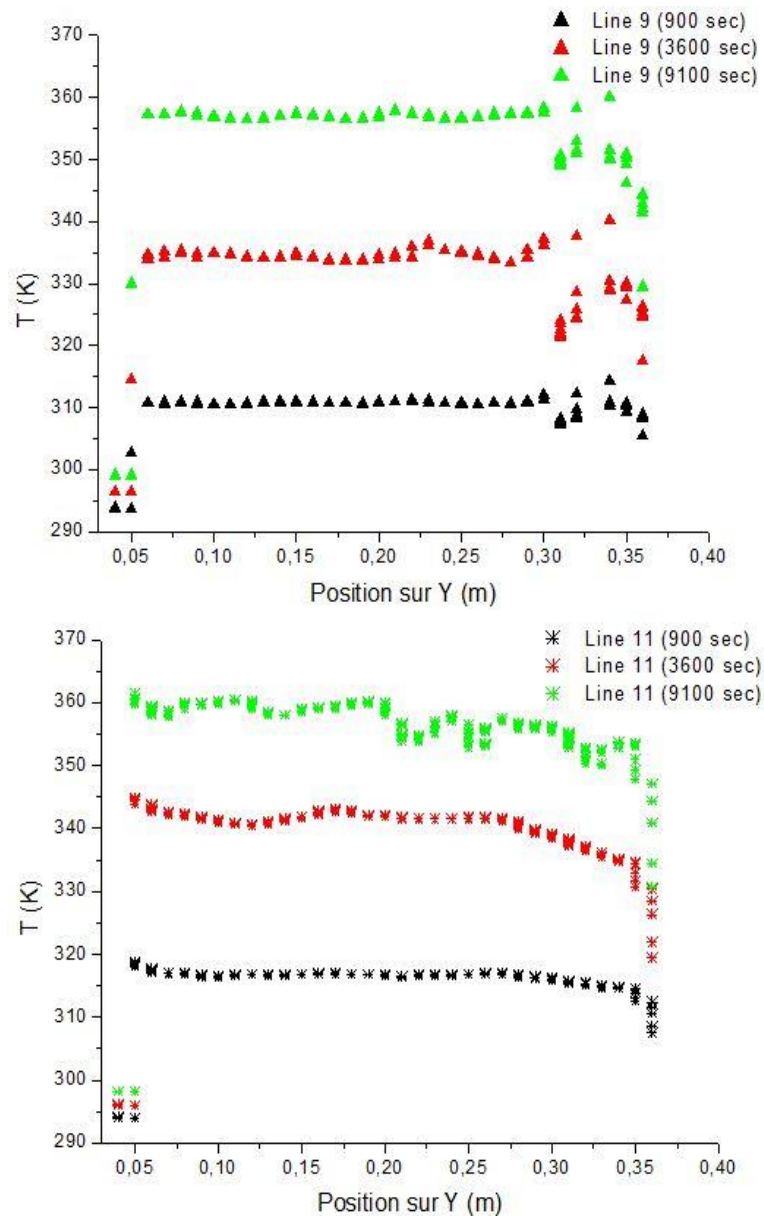 Line 9 (900 sec)
Line 9 (3600 sec)
Line 9 (9100 sec)
370
360
350
340
330
320
310
300
290
T (K)
0,05 0,10 0,15 0,20 0,25 0,30 0,35 0,40
Position sur Y (m)
Line 11 (900 sec)
Line 11 (3600 sec)
Line 11 (9100 sec)
370
360
350
340
330
320
310
300
290
T (K)
0,05 0,10 0,15 0,20 0,25 0,30 0,35 0,40
Position sur Y (m)